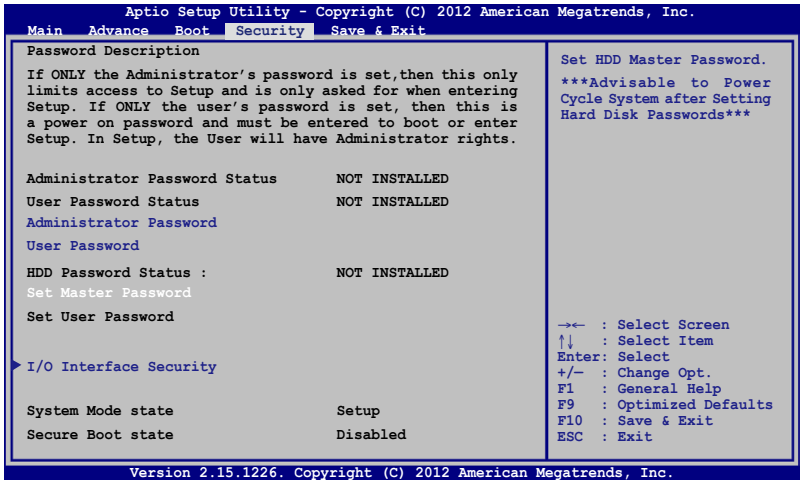 Aptio Setup Utility - Copyright (C) 2012 American Megatrends, Inc.
Main Advance Boot Security Save & Exit
Password Description
If ONLY the Administrator's password is set,then this only
limits access to Setup and is only asked for when entering
Setup. If ONLY the user's password is set, then this is
a power on password and must be entered to boot or enter
Setup. In Setup, the User will have Administrator rights.
Administrator Password Status NOT INSTALLED
User Password Status NOT INSTALLED
Administrator Password
User Password
HDD Password Status : NOT INSTALLED
Set Master Password
Set User Password
I/O Interface Security
System Mode state Setup
Secure Boot state Disabled
Set HDD Master Password.
***Advisable to Power
Cycle System after Setting
Hard Disk Passwords***
→← : Select Screen
↑↓ : Select Item
Enter: Select
+/— : Change Opt.
F1 : General Help
F9 : Optimized Defaults
F10 : Save & Exit
ESC : Exit
Version 2.15.1226. Copyright (C) 2012 American Megatrends, Inc.